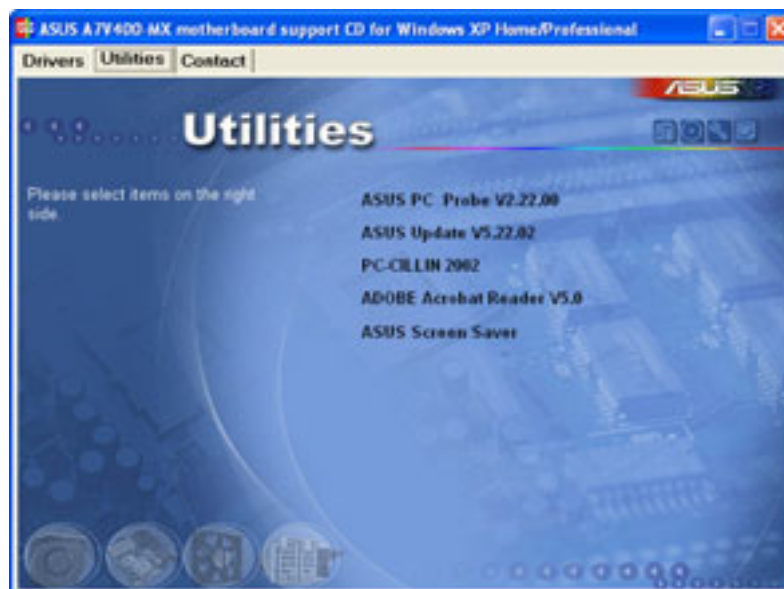 ASUS A7V400-MX motherboard support CD for Windows XP Home/Professional
Drivers Utilities Contact
ASUS
Utilities
Please select items on the right
side.
ASUS PC Probe V2.22.00
ASUS Update V5.22.02
PC-CILLIN 2002
ADOBE Acrobat Reader V5.0
ASUS Screen Saver